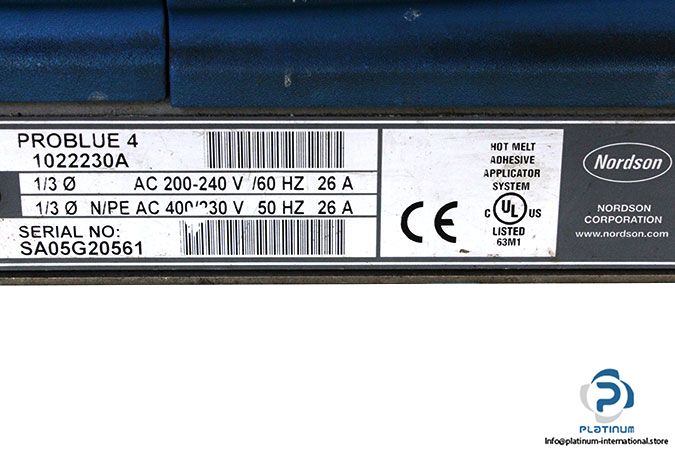 PROBLUE 4
1022230A
1/3 Ø AC 200-240 V /60 HZ 26 A
1/3 Ø N/PE AC 400/230 V 50 HZ 26 A
SERIAL NO:
SA05G20561
CE
HOT MELT
ADHESIVE
APPLICATOR
SYSTEM
C UL US
LISTED
63M1
Nordson
NORDSON
CORPORATION
www.nordson.com
PLATINUM
Info@platinum-international.store